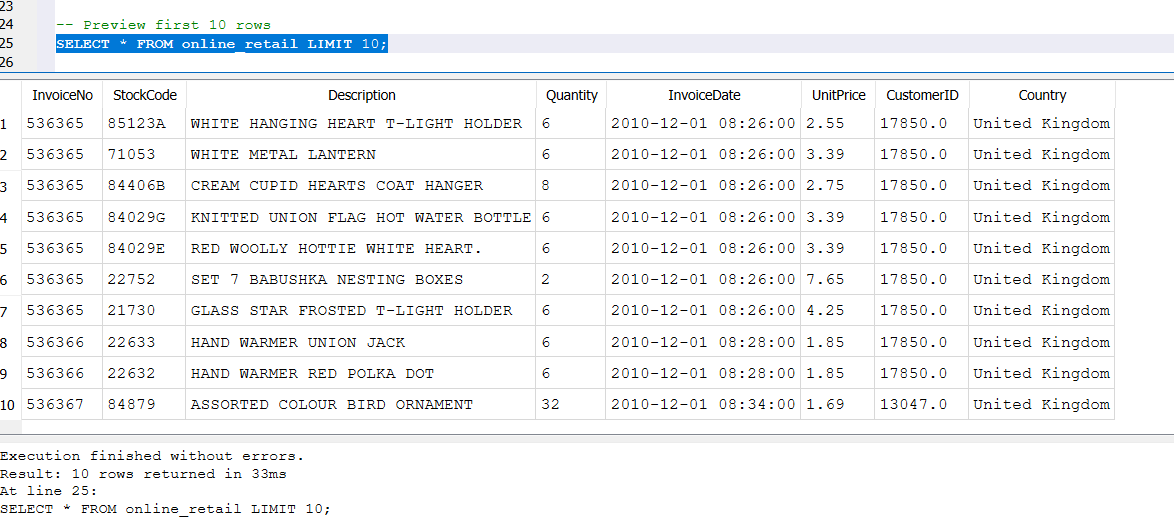 23
24 -- Preview first 10 rows
25 SELECT * FROM online_retail LIMIT 10;
26
InvoiceNo StockCode Description Quantity InvoiceDate UnitPrice CustomerID Country
1 536365 85123A WHITE HANGING HEART T-LIGHT HOLDER 6 2010-12-01 08:26:00 2.55 17850.0 United Kingdom
2 536365 71053 WHITE METAL LANTERN 6 2010-12-01 08:26:00 3.39 17850.0 United Kingdom
3 536365 84406B CREAM CUPID HEARTS COAT HANGER 8 2010-12-01 08:26:00 2.75 17850.0 United Kingdom
4 536365 84029G KNITTED UNION FLAG HOT WATER BOTTLE 6 2010-12-01 08:26:00 3.39 17850.0 United Kingdom
5 536365 84029E RED WOOLLY HOTTIE WHITE HEART. 6 2010-12-01 08:26:00 3.39 17850.0 United Kingdom
6 536365 22752 SET 7 BABUSHKA NESTING BOXES 2 2010-12-01 08:26:00 7.65 17850.0 United Kingdom
7 536365 21730 GLASS STAR FROSTED T-LIGHT HOLDER 6 2010-12-01 08:26:00 4.25 17850.0 United Kingdom
8 536366 22633 HAND WARMER UNION JACK 6 2010-12-01 08:28:00 1.85 17850.0 United Kingdom
9 536366 22632 HAND WARMER RED POLKA DOT 6 2010-12-01 08:28:00 1.85 17850.0 United Kingdom
10 536367 84879 ASSORTED COLOUR BIRD ORNAMENT 32 2010-12-01 08:34:00 1.69 13047.0 United Kingdom
Execution finished without errors.
Result: 10 rows returned in 33ms
At line 25:
SELECT * FROM online_retail LIMIT 10;